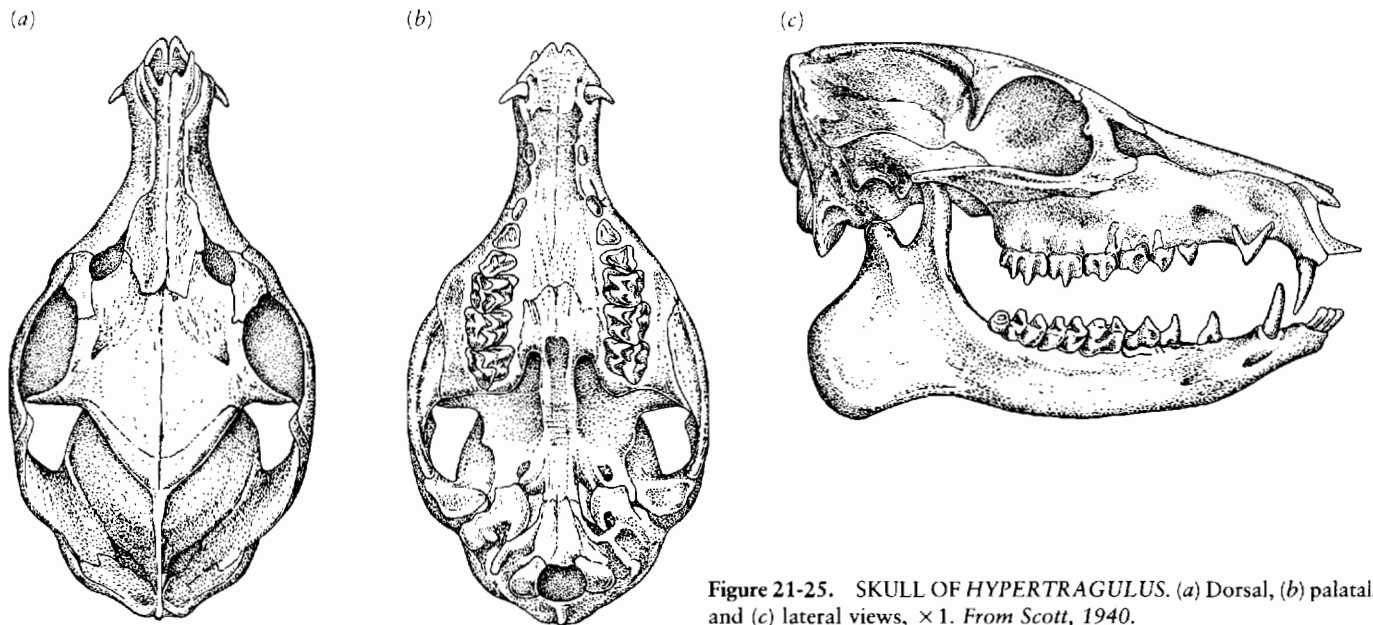 (a)
(b)
(c)
Figure 21-25. SKULL OF HYPERTRAGULUS. (a) Dorsal, (b) palatal,
and (c) lateral views, ×1. From Scott, 1940.